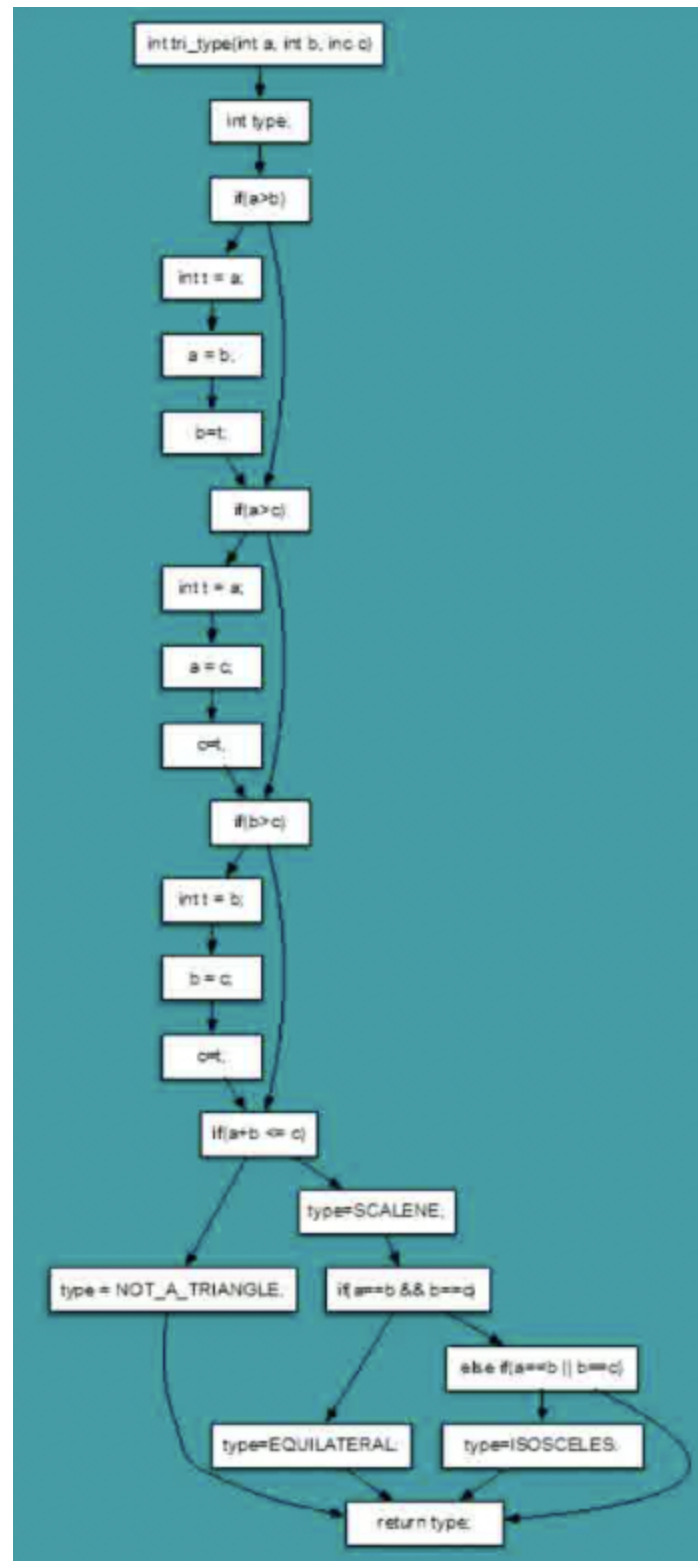 int tri_type(int a, int b, inc c)
int type;
if(a>b)
int t = a;
a = b;
b=t;
if(a>c)
int t = a;
a = c;
c=t;
if(b>c)
int t = b;
b = c;
c=t;
if(a+b <= c)
type=SCALENE;
type = NOT_A_TRIANGLE;
if(a==b && b==c)
else if(a==b || b==c)
type=EQUILATERAL;
type=ISOSCELES;
return type;